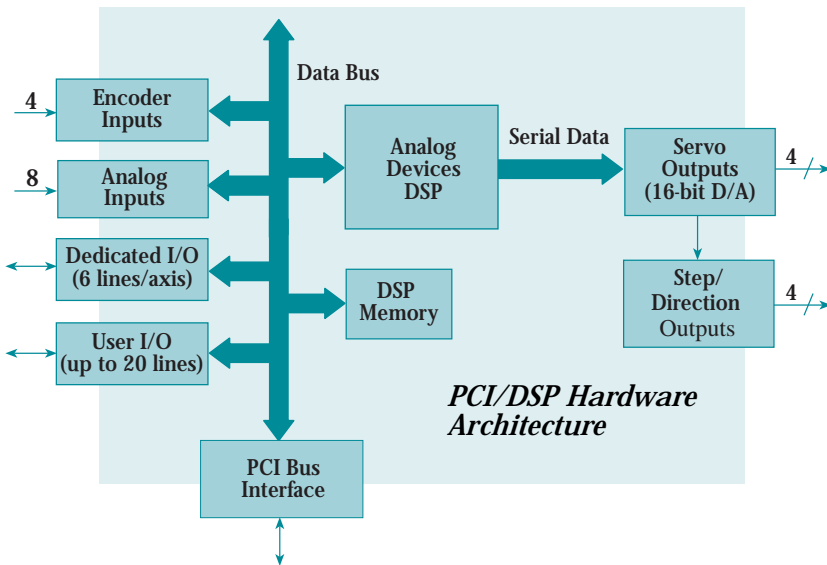 Data Bus
4
Encoder
Inputs
8
Analog
Inputs
Dedicated I/O
(6 lines/axis)
User I/O
(up to 20 lines)
Analog
Devices
DSP
Serial Data
Servo
Outputs
(16-bit D/A)
4
DSP
Memory
Step/
Direction
Outputs
4
PCI/DSP Hardware
Architecture
PCI Bus
Interface